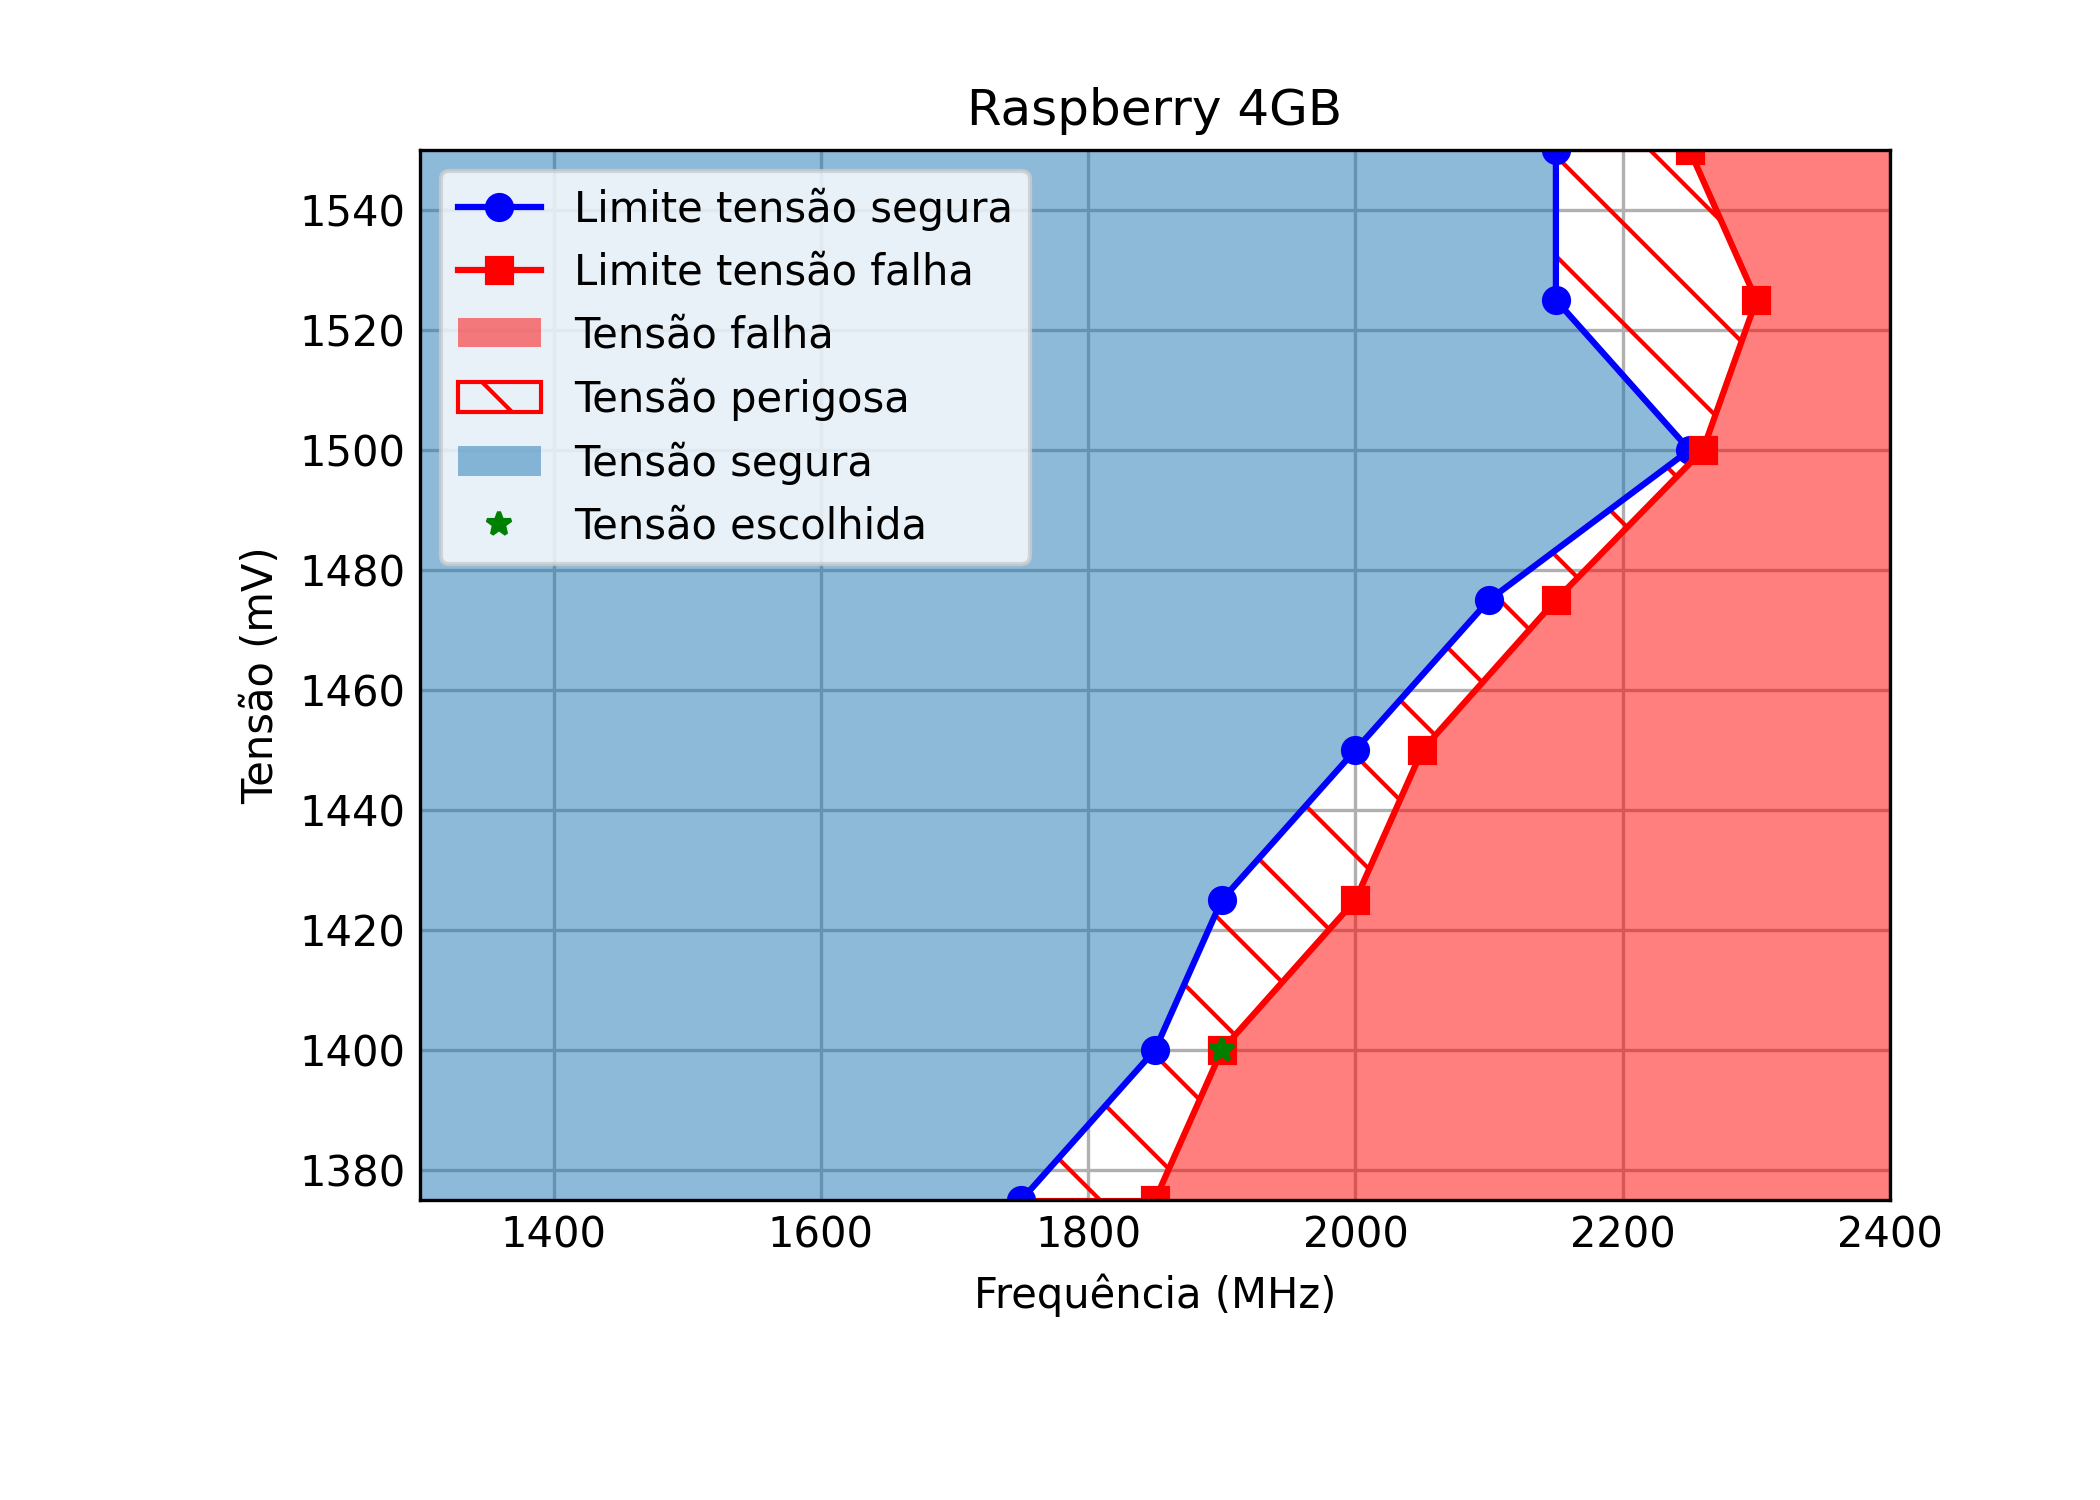 Raspberry 4GB
Limite tensão segura
Limite tensão falha
Tensão falha
Tensão perigosa
Tensão segura
Tensão escolhida
1540
1520
1500
1480
1460
1440
1420
1400
1380
Tensão (mV)
1400 1600 1800 2000 2200 2400
Frequência (MHz)